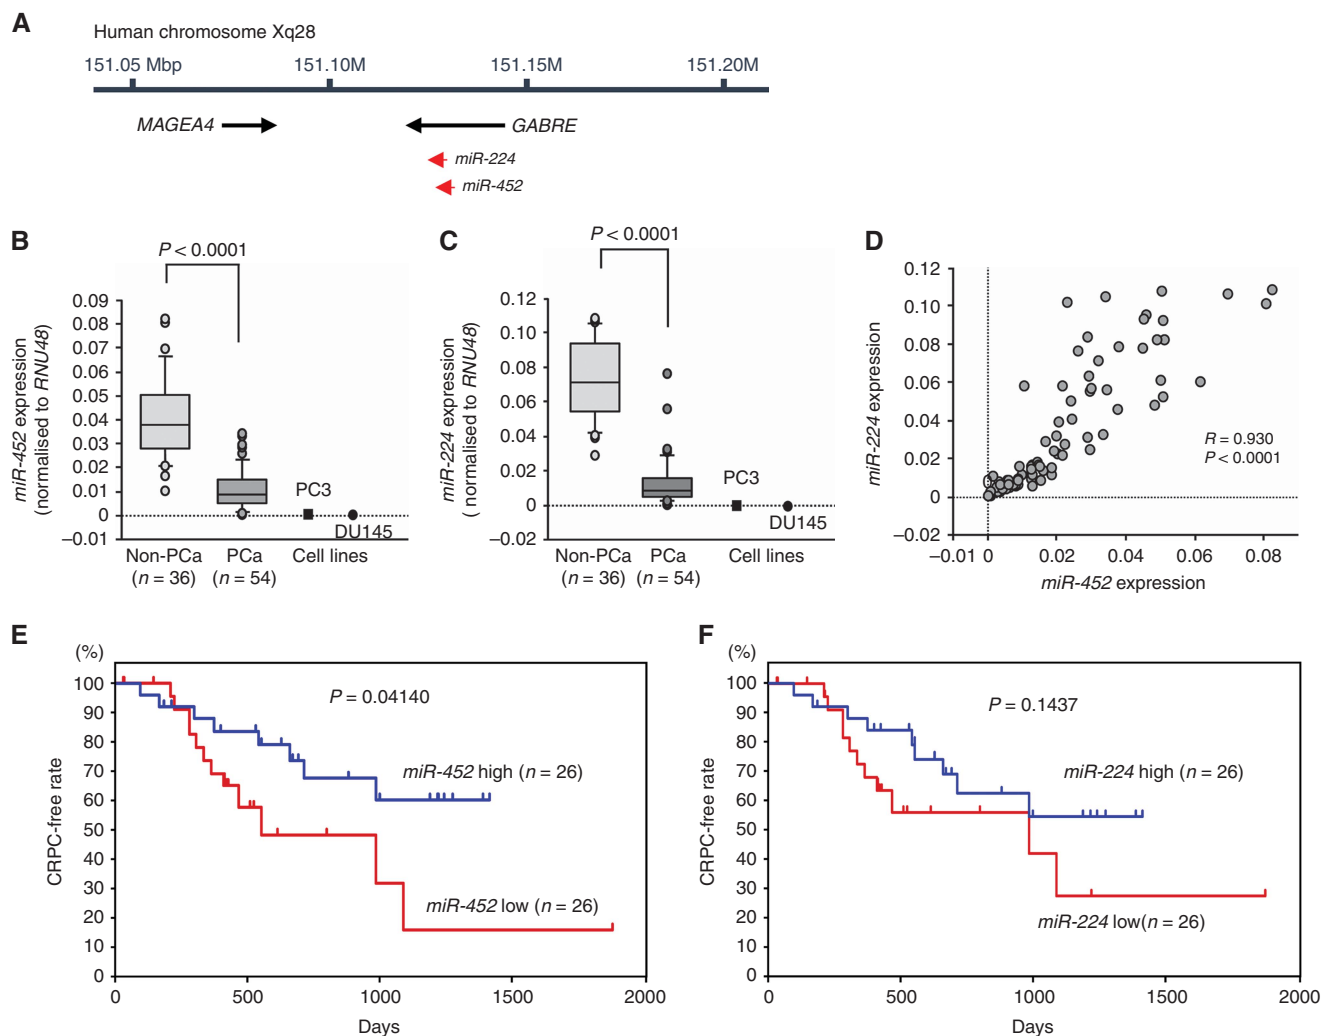 A
Human chromosome Xq28
151.05 Mbp 151.10M 151.15M 151.20M
MAGEA4 GABRE
miR-224
miR-452
B
P < 0.0001
miR-452 expression
(normalised to RNU48)
0.09
0.08
0.07
0.06
0.05
0.04
0.03
0.02
0.01
0
–0.01
PC3
DU145
Non-PCa PCa Cell lines
(n = 36) (n = 54)
C
P < 0.0001
miR-224 expression
( normalised to RNU48)
0.12
0.10
0.08
0.06
0.04
0.02
0
–0.02
PC3
DU145
Non-PCa PCa Cell lines
(n = 36) (n = 54)
D
miR-224 expression
0.12
0.10
0.08
0.06
0.04
0.02
0
–0.02
R = 0.930
P < 0.0001
–0.01 0 0.02 0.04 0.06 0.08
miR-452 expression
E
(%)
CRPC-free rate
100
90
80
70
60
50
40
30
20
10
0
P = 0.04140
miR-452 high (n = 26)
miR-452 low (n = 26)
0 500 1000 1500 2000
Days
F
(%)
CRPC-free rate
100
90
80
70
60
50
40
30
20
10
0
P = 0.1437
miR-224 high (n = 26)
miR-224 low(n = 26)
0 500 1000 1500 2000
Days